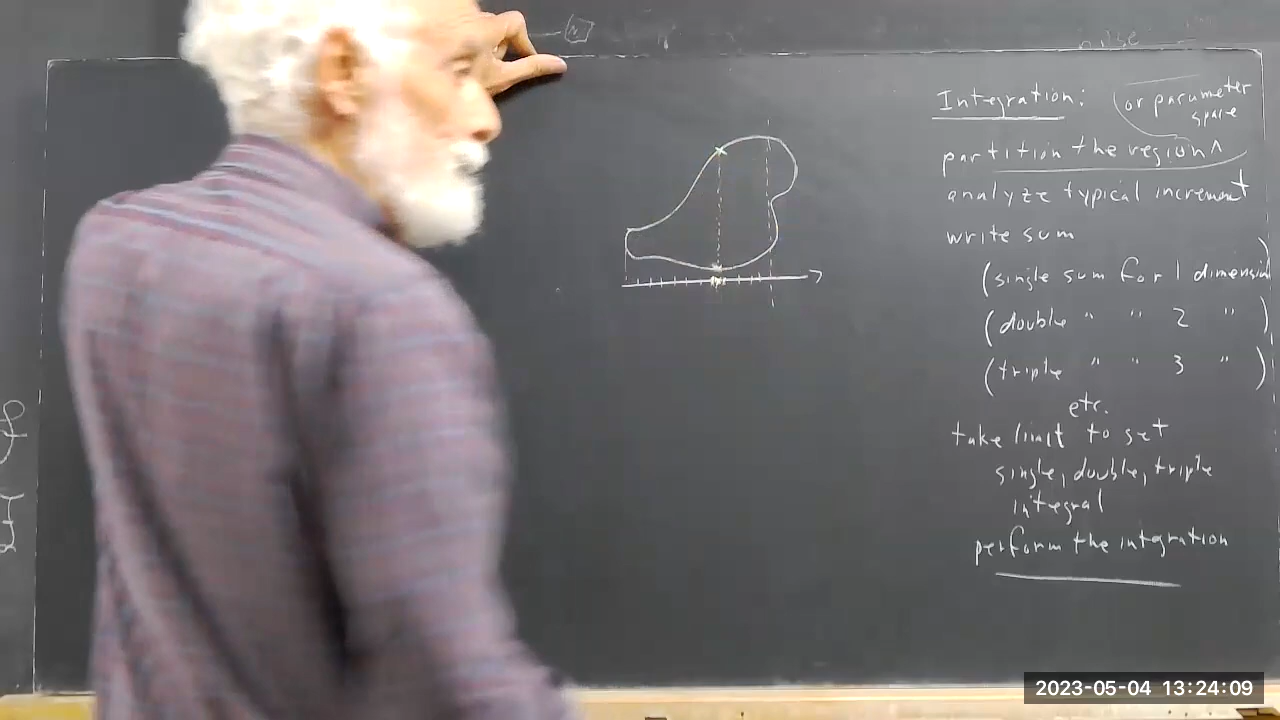 noise
Integration: (or parameter
space
partition the region ^
analyze typical increment
write sum
(single sum for 1 dimension)
(double " " 2 " )
(triple " " 3 " )
etc.
take limit to get
single, double, triple
integral
perform the integration
2023-05-04 13:24:09